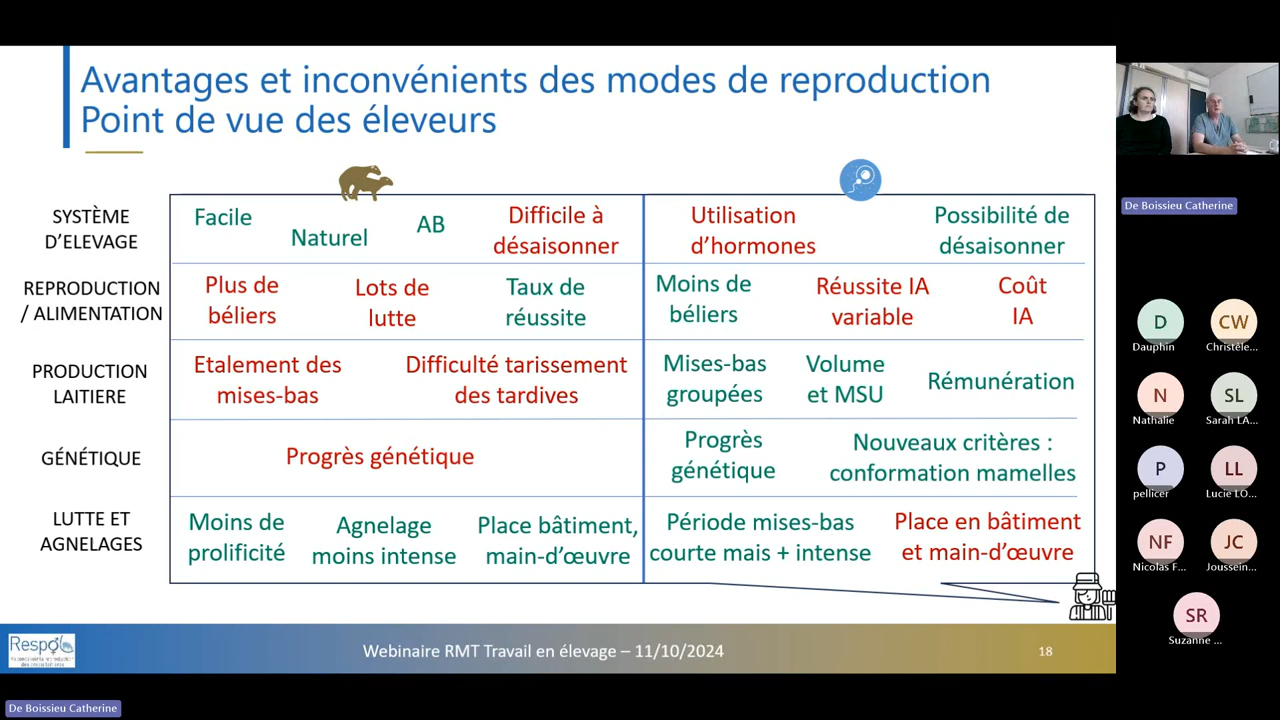 Avantages et inconvénients des modes de reproduction
Point de vue des éleveurs
De Boissieu Catherine
SYSTÈME
D'ELEVAGE
Facile
Naturel
AB
Difficile à
désaisonner
Utilisation
d'hormones
Possibilité de
désaisonner
REPRODUCTION
/ ALIMENTATION
Plus de
béliers
Lots de
lutte
Taux de
réussite
Moins de
béliers
Réussite IA
variable
Coût
IA
PRODUCTION
LAITIERE
Etalement des
mises-bas
Difficulté tarissement
des tardives
Mises-bas
groupées
Volume
et MSU
Rémunération
GÉNÉTIQUE
Progrès génétique
Progrès
génétique
Nouveaux critères :
conformation mamelles
LUTTE ET
AGNELAGES
Moins de
prolificité
Agnelage
moins intense
Place bâtiment,
main-d'œuvre
Période mises-bas
courte mais + intense
Place en bâtiment
et main-d'œuvre
D
Dauphin
CW
Christéle...
N
Nathalie
SL
Sarah LA...
P
pellicer
LL
Lucie LO...
NF
Nicolas F...
JC
Joussein...
SR
Suzanne ...
Webinaire RMT Travail en élevage – 11/10/2024
18
De Boissieu Catherine